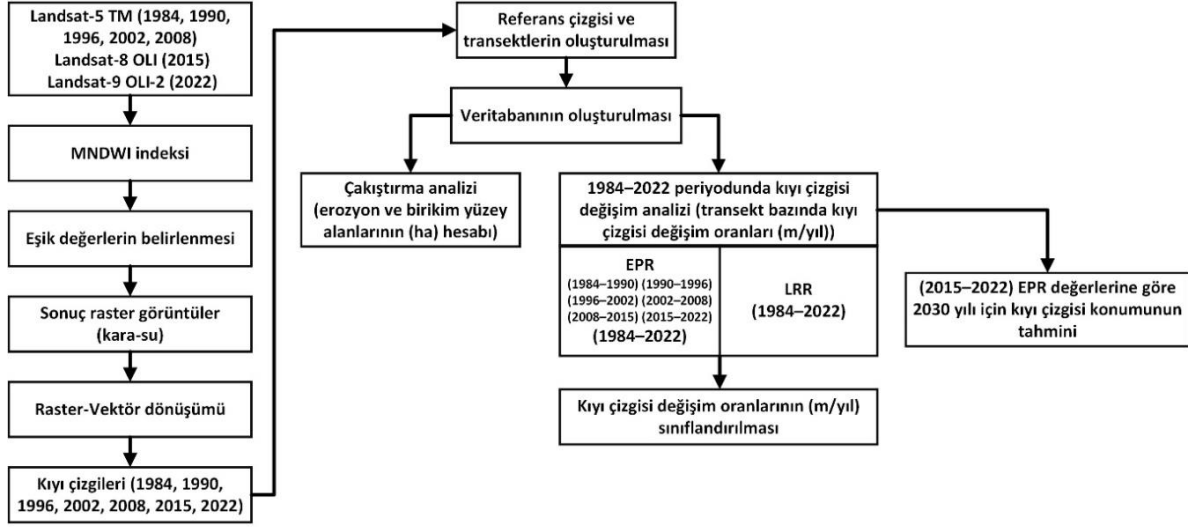 Landsat-5 TM (1984, 1990,
1996, 2002, 2008)
Landsat-8 OLI (2015)
Landsat-9 OLI-2 (2022)
MNDWI indeksi
Eşik değerlerin belirlenmesi
Sonuç raster görüntüler
(kara-su)
Raster-Vektör dönüşümü
Kıyı çizgileri (1984, 1990,
1996, 2002, 2008, 2015, 2022)
Referans çizgisi ve
transektlerin oluşturulması
Veritabanının oluşturulması
Çakıştırma analizi
(erozyon ve birikim yüzey
alanlarının (ha) hesabı)
1984–2022 periyodunda kıyı çizgisi
değişim analizi (transekt bazında kıyı
çizgisi değişim oranları (m/yıl))
EPR
(1984–1990) (1990–1996)
(1996–2002) (2002–2008)
(2008–2015) (2015–2022)
(1984–2022)
LRR
(1984–2022)
Kıyı çizgisi değişim oranlarının (m/yıl)
sınıflandırılması
(2015–2022) EPR değerlerine göre
2030 yılı için kıyı çizgisi konumunun
tahmini